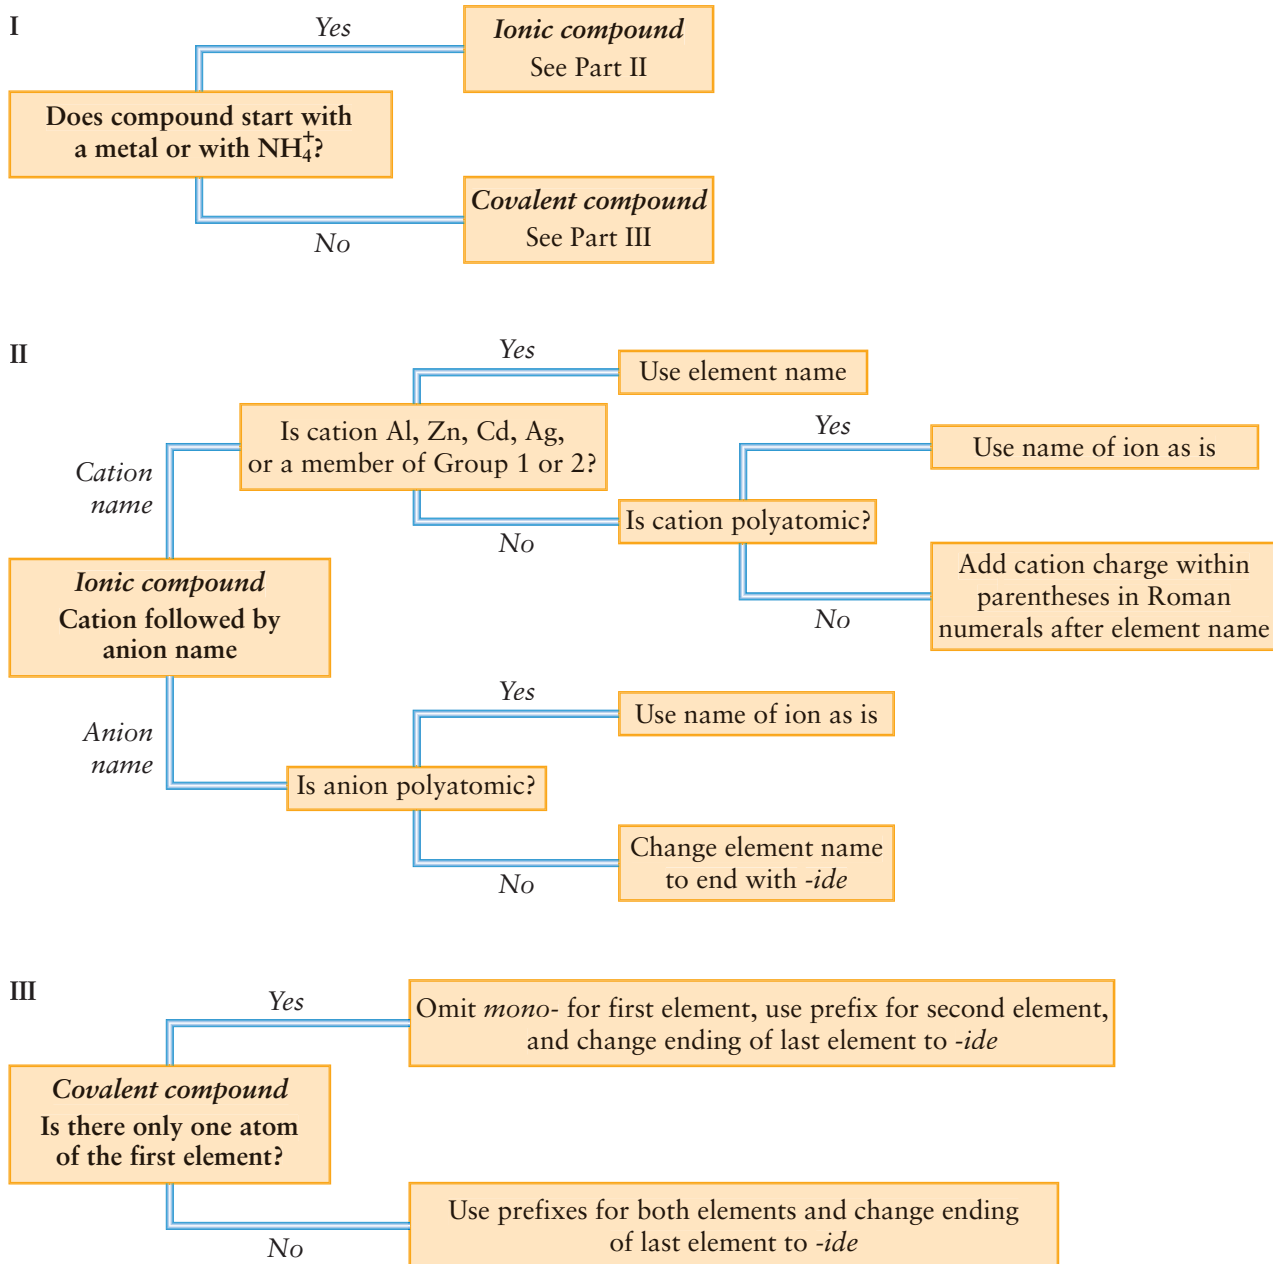 I
Yes
Ionic compound
See Part II
Does compound start with
a metal or with NH₄⁺?
Covalent compound
See Part III
No
II
Yes
Use element name
Is cation Al, Zn, Cd, Ag,
or a member of Group 1 or 2?
Yes
Use name of ion as is
Cation
name
Is cation polyatomic?
No
Add cation charge within
parentheses in Roman
numerals after element name
No
Ionic compound
Cation followed by
anion name
Yes
Use name of ion as is
Anion
name
Is anion polyatomic?
Change element name
to end with -ide
No
III
Yes
Omit mono- for first element, use prefix for second element,
and change ending of last element to -ide
Covalent compound
Is there only one atom
of the first element?
Use prefixes for both elements and change ending
of last element to -ide
No